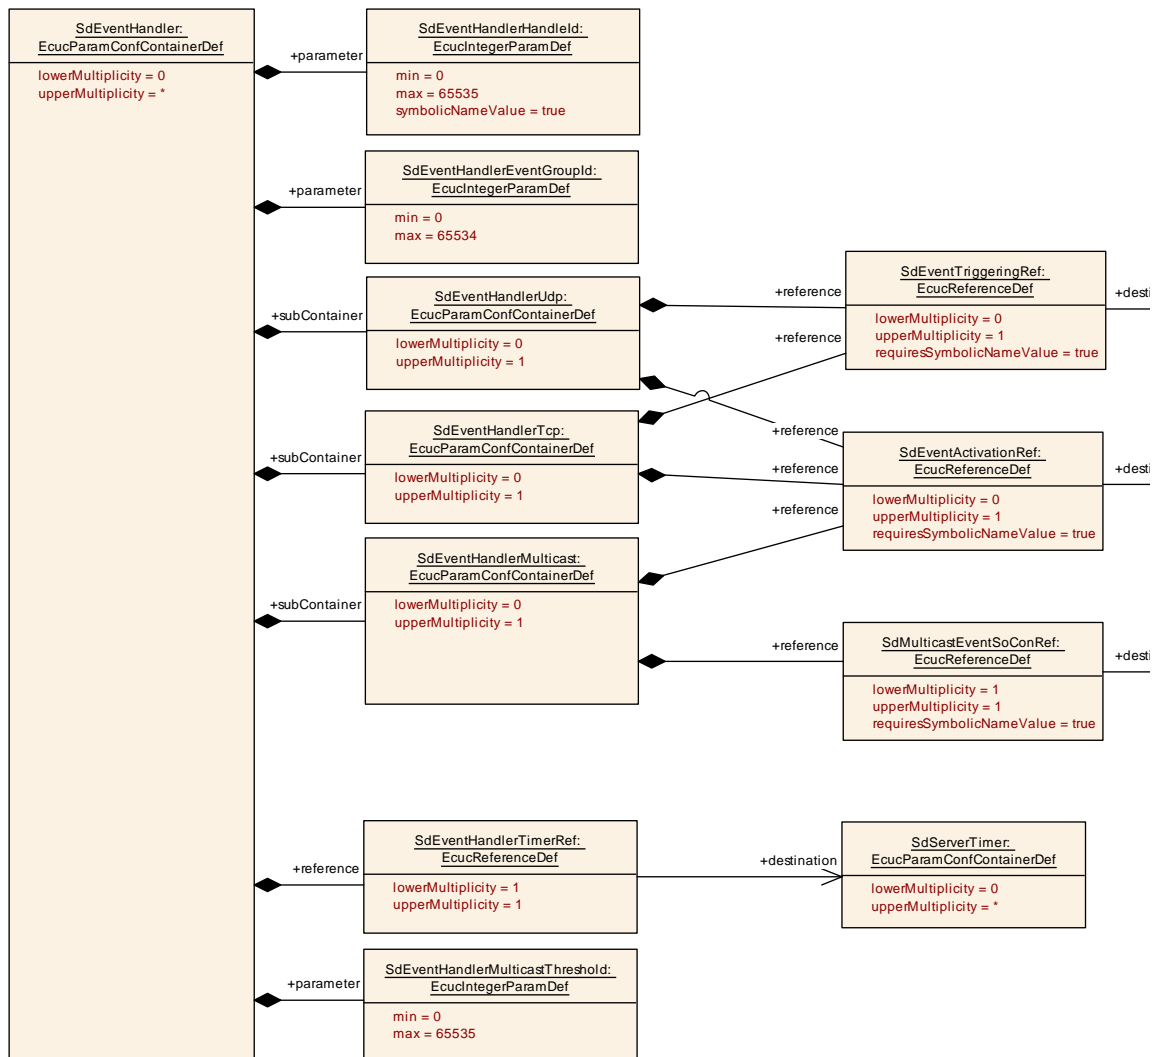 SdEventHandler:
EcucParamConfContainerDef
lowerMultiplicity = 0
upperMultiplicity = *
+parameter
SdEventHandlerHandleId:
EcucIntegerParamDef
min = 0
max = 65535
symbolicNameValue = true
+parameter
SdEventHandlerEventGroupId:
EcucIntegerParamDef
min = 0
max = 65534
+subContainer
SdEventHandlerUdp:
EcucParamConfContainerDef
lowerMultiplicity = 0
upperMultiplicity = 1
+reference
+reference
SdEventTriggeringRef:
EcucReferenceDef
lowerMultiplicity = 0
upperMultiplicity = 1
requiresSymbolicNameValue = true
+desti
+subContainer
SdEventHandlerTcp:
EcucParamConfContainerDef
lowerMultiplicity = 0
upperMultiplicity = 1
+reference
+reference
+reference
SdEventActivationRef:
EcucReferenceDef
lowerMultiplicity = 0
upperMultiplicity = 1
requiresSymbolicNameValue = true
+desti
+subContainer
SdEventHandlerMulticast:
EcucParamConfContainerDef
lowerMultiplicity = 0
upperMultiplicity = 1
+reference
SdMulticastEventSoConRef:
EcucReferenceDef
lowerMultiplicity = 1
upperMultiplicity = 1
requiresSymbolicNameValue = true
+desti
+reference
SdEventHandlerTimerRef:
EcucReferenceDef
lowerMultiplicity = 1
upperMultiplicity = 1
+destination
SdServerTimer:
EcucParamConfContainerDef
lowerMultiplicity = 0
upperMultiplicity = *
+parameter
SdEventHandlerMulticastThreshold:
EcucIntegerParamDef
min = 0
max = 65535